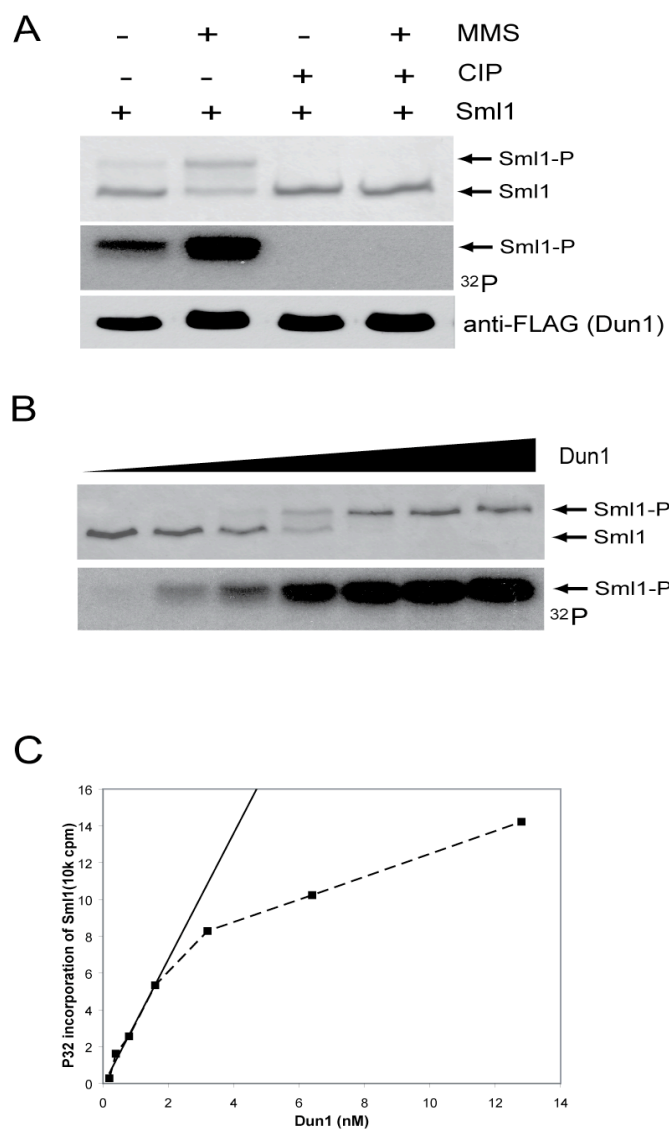 A
- + - + MMS
- - + + CIP
+ + + + Sml1
Sml1-P
Sml1
Sml1-P
32P
anti-FLAG (Dun1)
B
Dun1
Sml1-P
Sml1
Sml1-P
32P
C
P32 incorporation of Sml1(10k cpm)
16
14
12
10
8
6
4
2
0
0 2 4 6 8 10 12 14
Dun1 (nM)